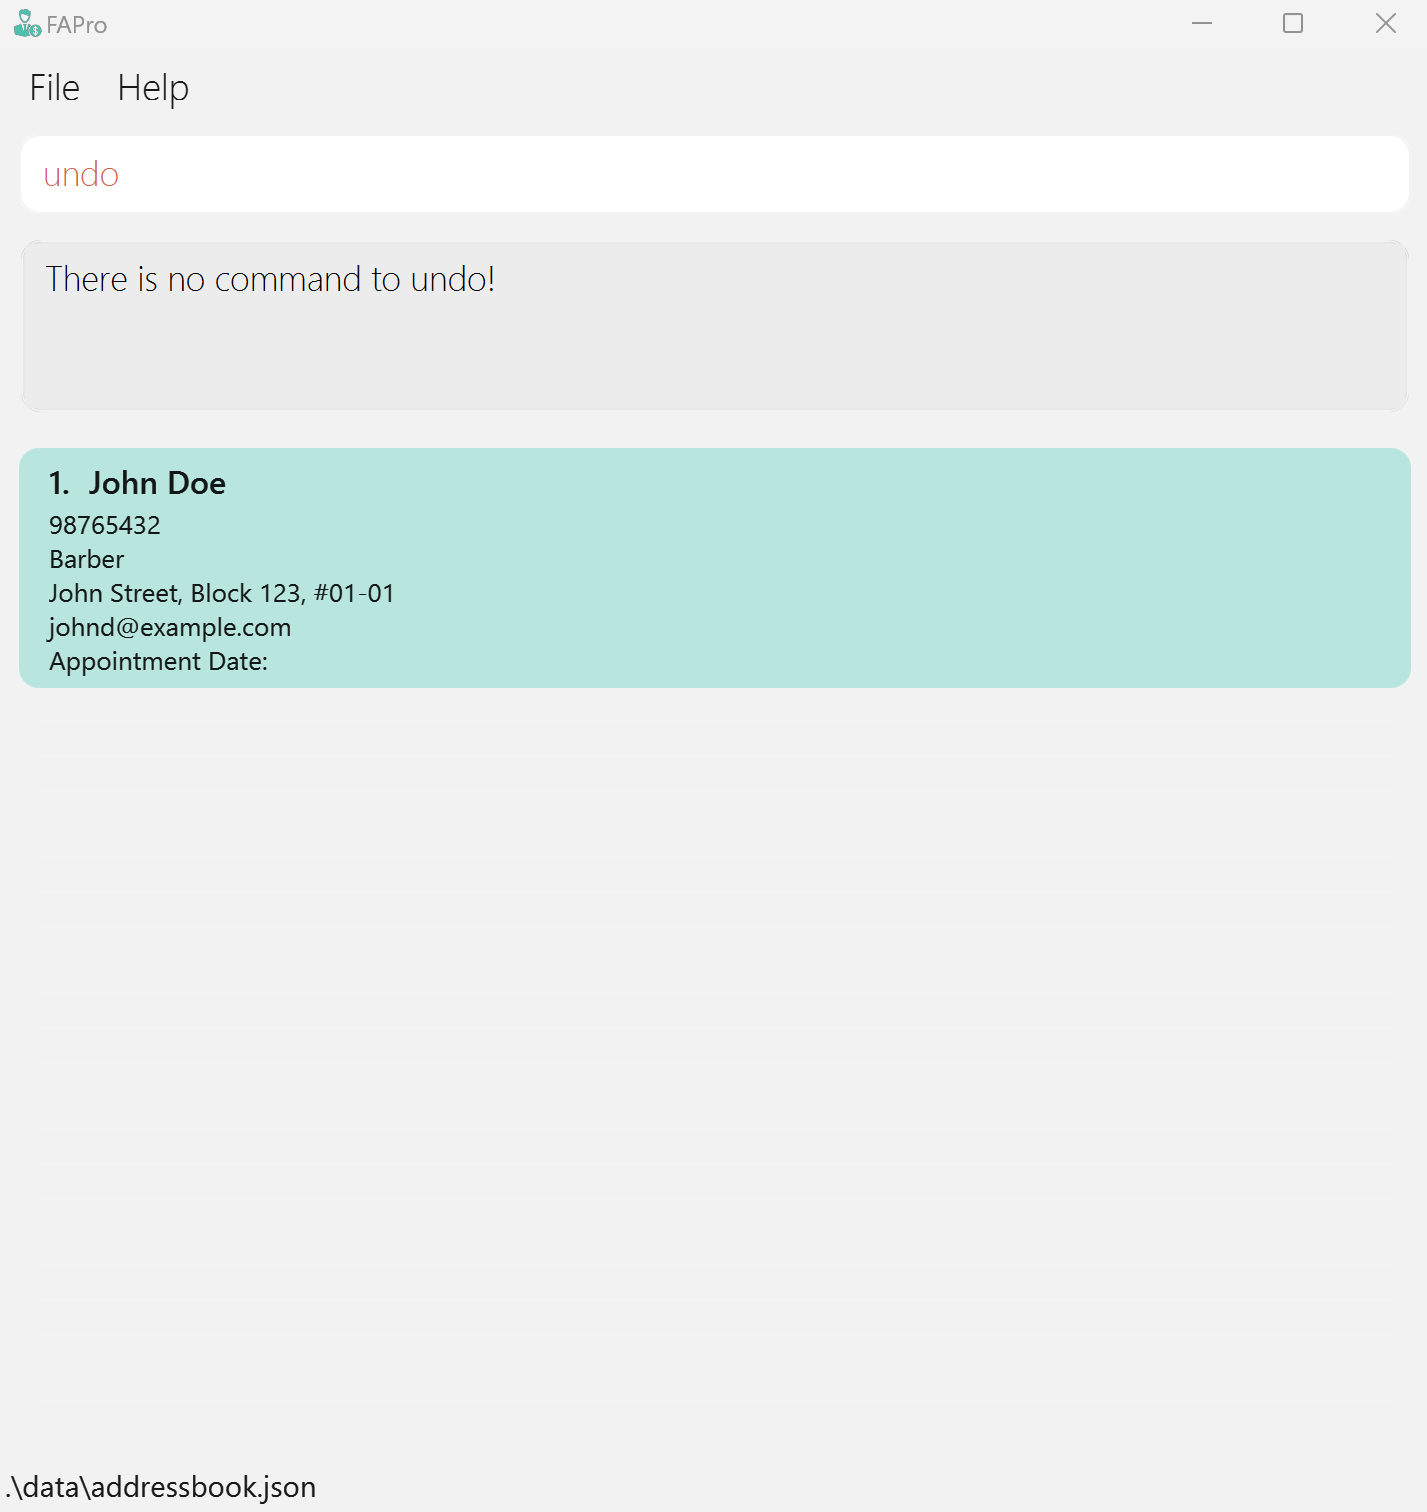 FAPro
File Help
undo
There is no command to undo!
1. John Doe
98765432
Barber
John Street, Block 123, #01-01
johnd@example.com
Appointment Date:
.\data\addressbook.json